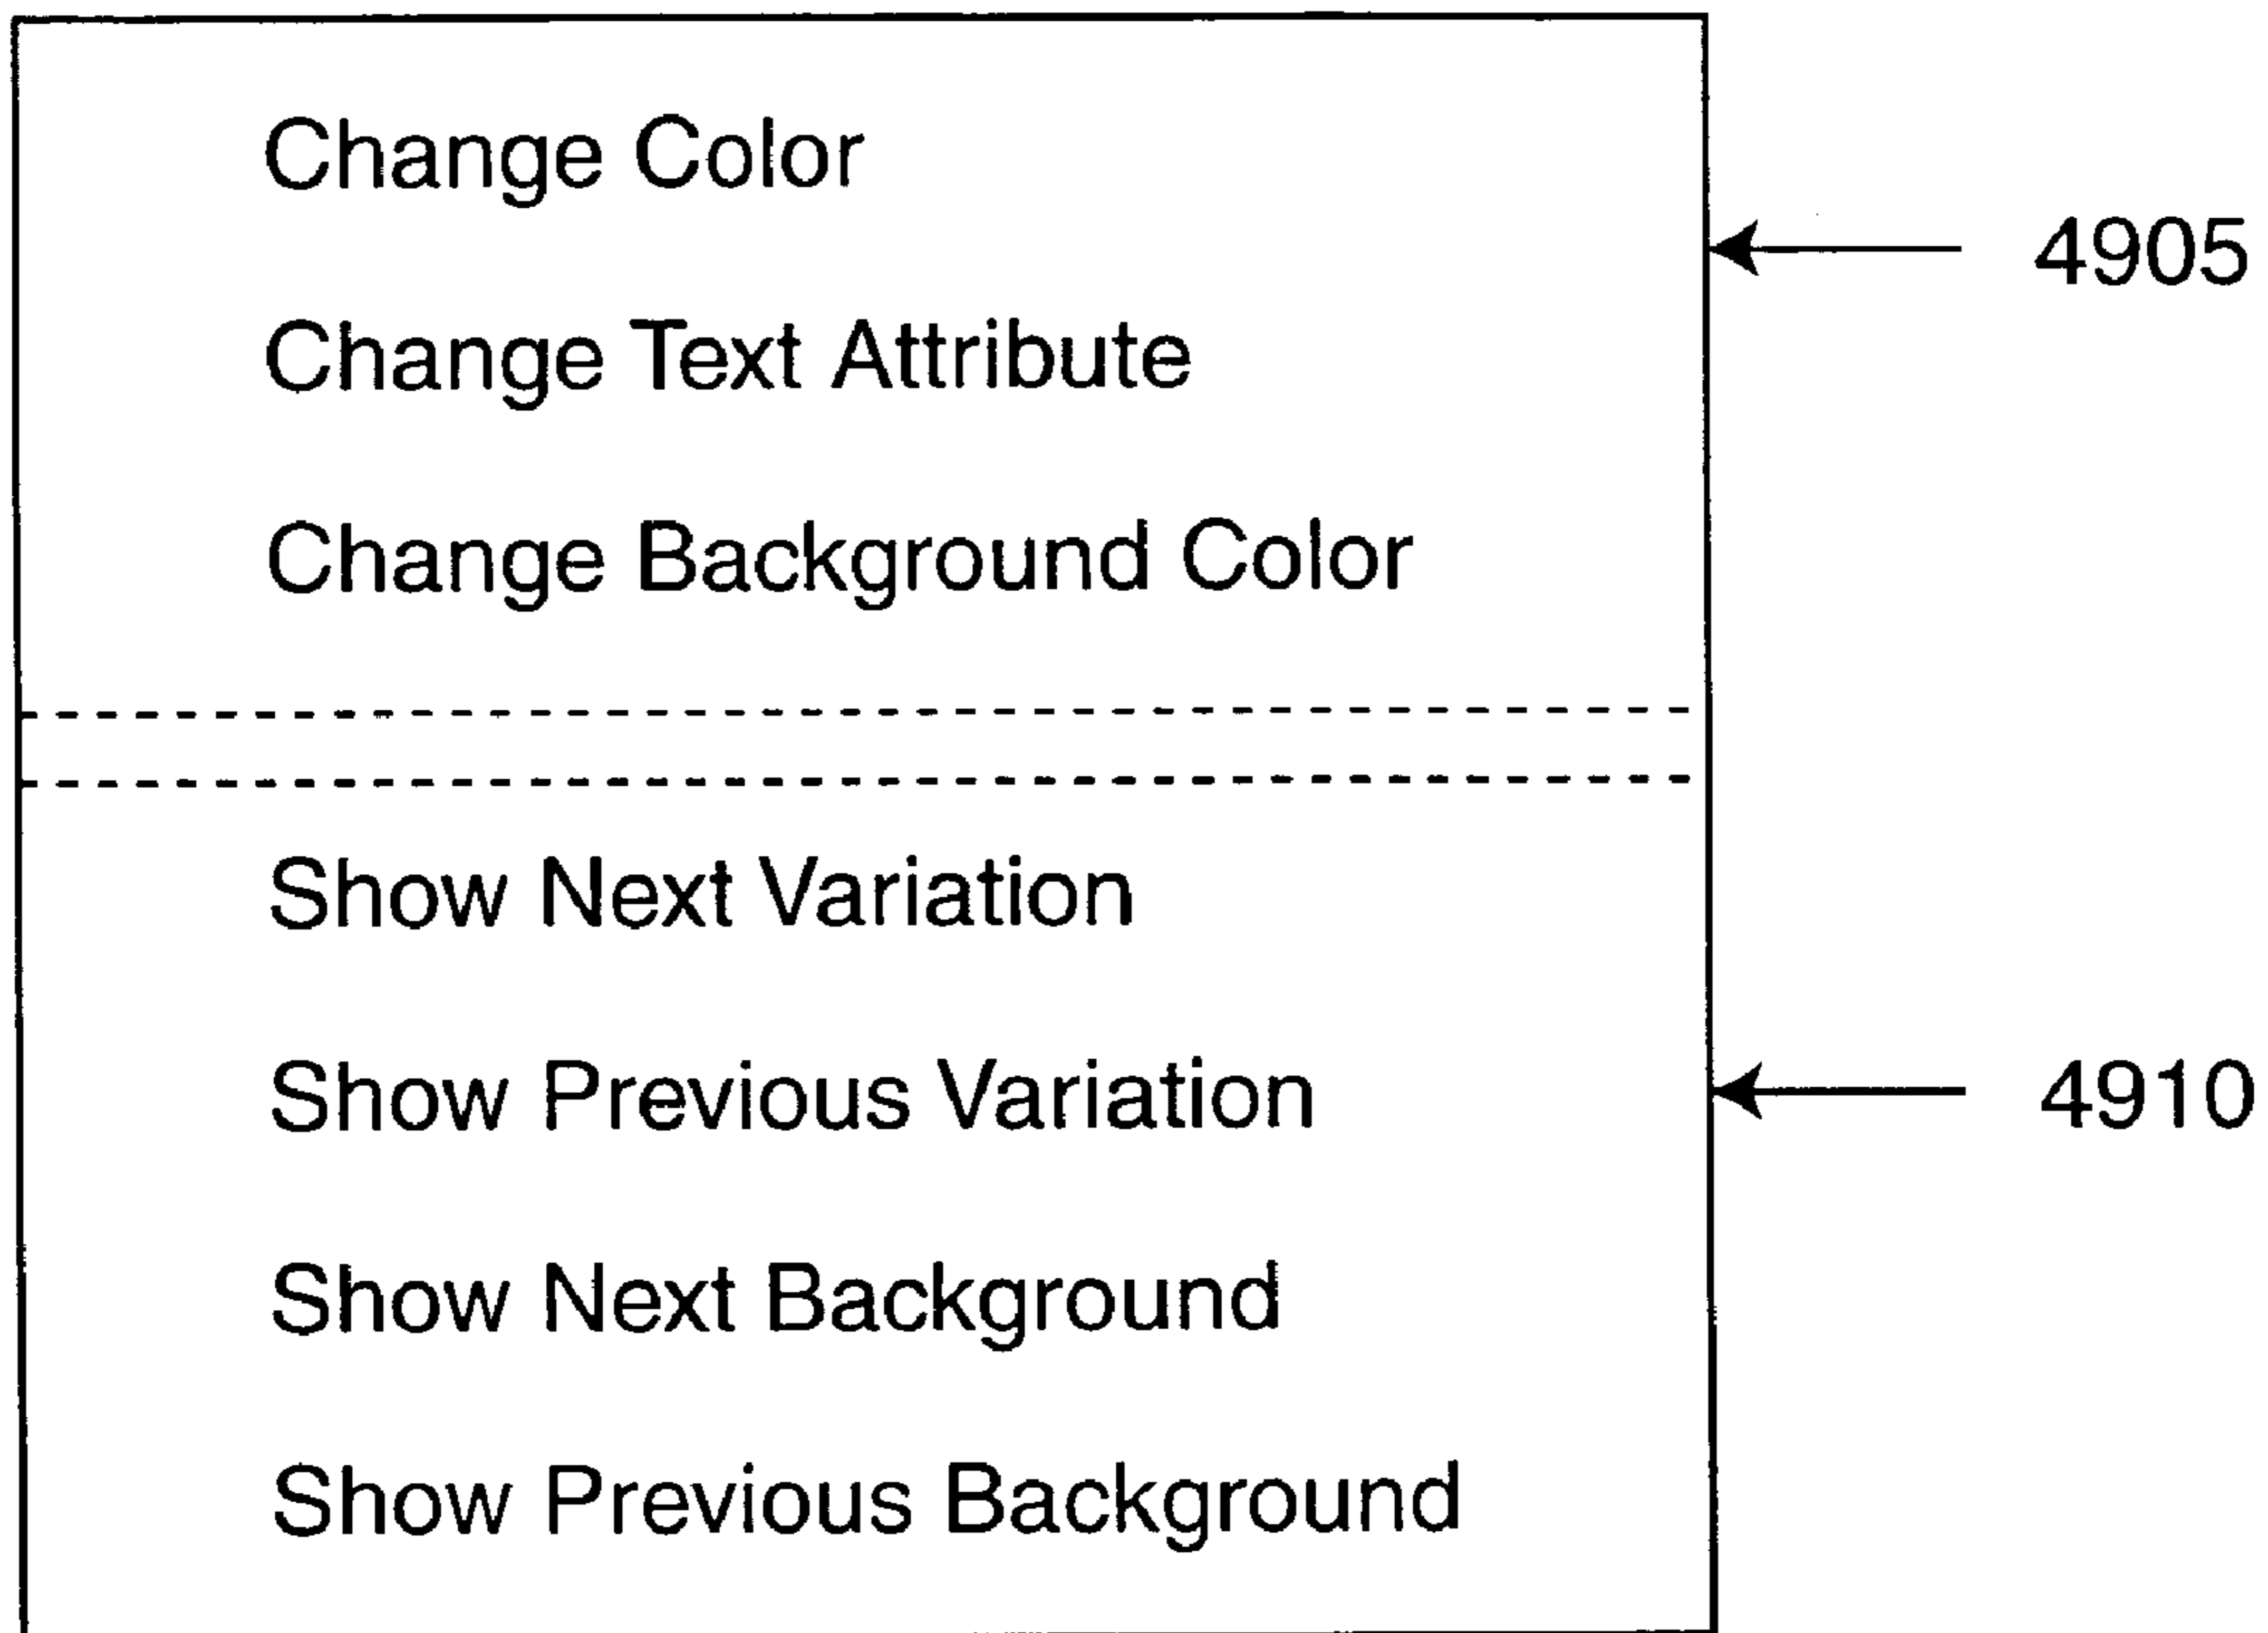 Change Color
4905
Change Text Attribute
Change Background Color
Show Next Variation
Show Previous Variation
4910
Show Next Background
Show Previous Background